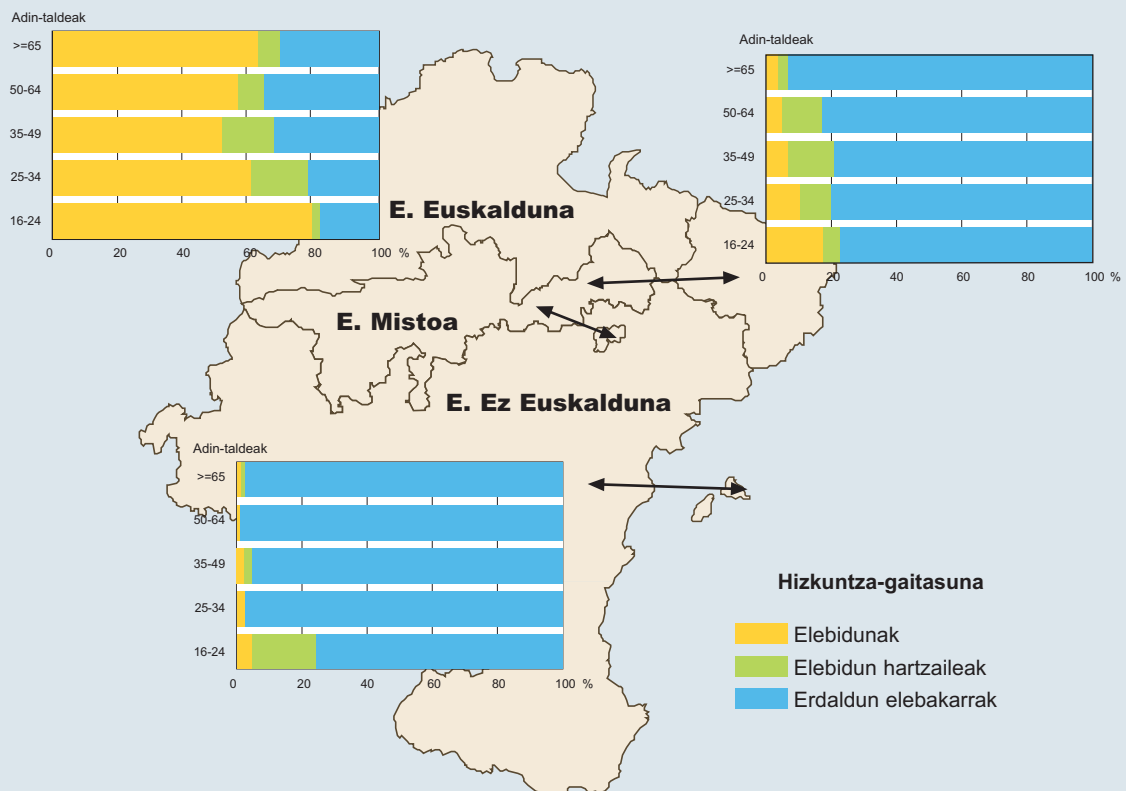 Adin-taldeak
>=65
50-64
35-49
25-34
16-24
0 20 40 60 80 100 %
Adin-taldeak
>=65
50-64
35-49
25-34
16-24
0 20 40 60 80 100 %
E. Euskalduna
E. Mistoa
E. Ez Euskalduna
Adin-taldeak
>=65
50-64
35-49
25-34
16-24
0 20 40 60 80 100 %
Hizkuntza-gaitasuna
Elebidunak
Elebidun hartzaileak
Erdaldun elebakarrak